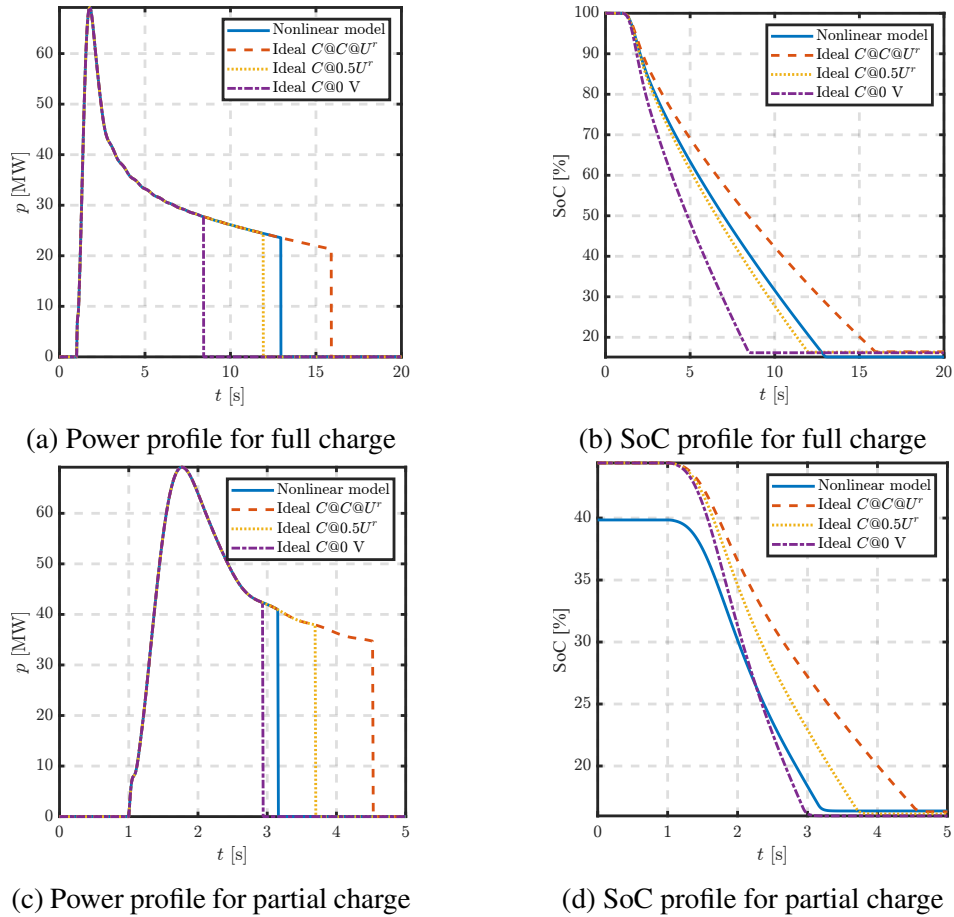 60
50
40
30
20
10
0
p [MW]
0 5 10 15 20
t [s]
Nonlinear model
Ideal C@C@U^r
Ideal C@0.5U^r
Ideal C@0 V
(a) Power profile for full charge
100
90
80
70
60
50
40
30
20
SoC [%]
0 5 10 15 20
t [s]
Nonlinear model
Ideal C@C@U^r
Ideal C@0.5U^r
Ideal C@0 V
(b) SoC profile for full charge
60
50
40
30
20
10
0
p [MW]
0 1 2 3 4 5
t [s]
Nonlinear model
Ideal C@C@U^r
Ideal C@0.5U^r
Ideal C@0 V
(c) Power profile for partial charge
40
35
30
25
20
SoC [%]
0 1 2 3 4 5
t [s]
Nonlinear model
Ideal C@C@U^r
Ideal C@0.5U^r
Ideal C@0 V
(d) SoC profile for partial charge